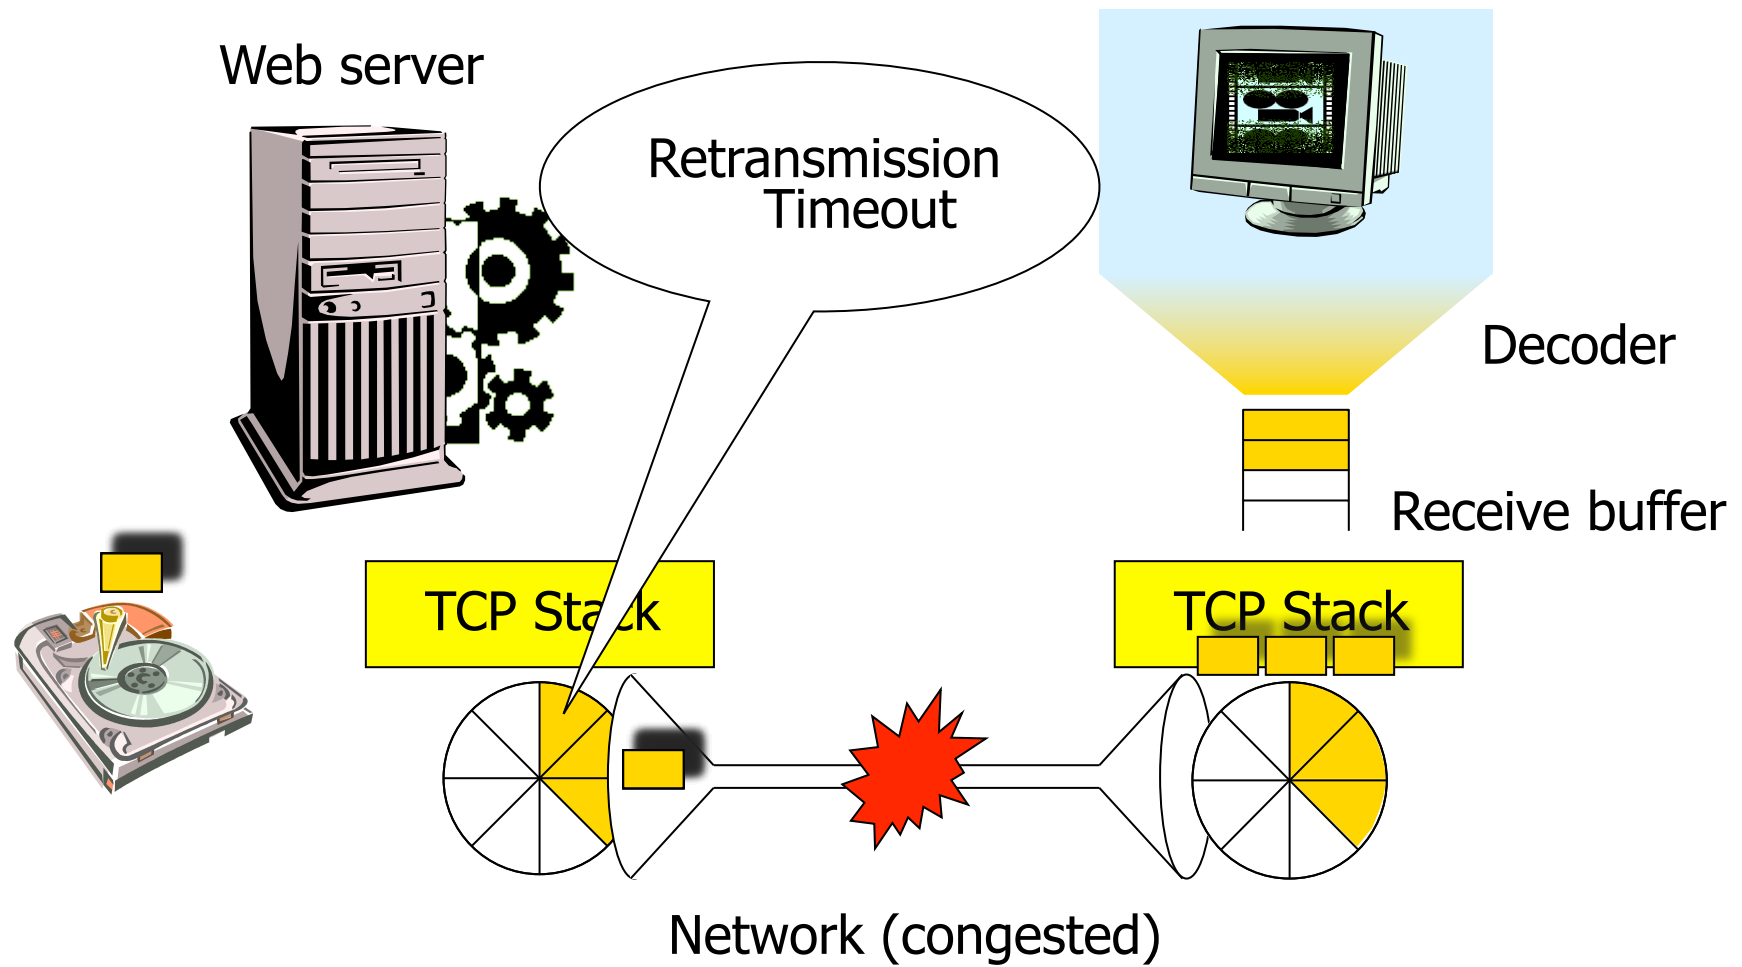 Web server
Retransmission
Timeout
Decoder
Receive buffer
TCP Stack
TCP Stack
Network (congested)